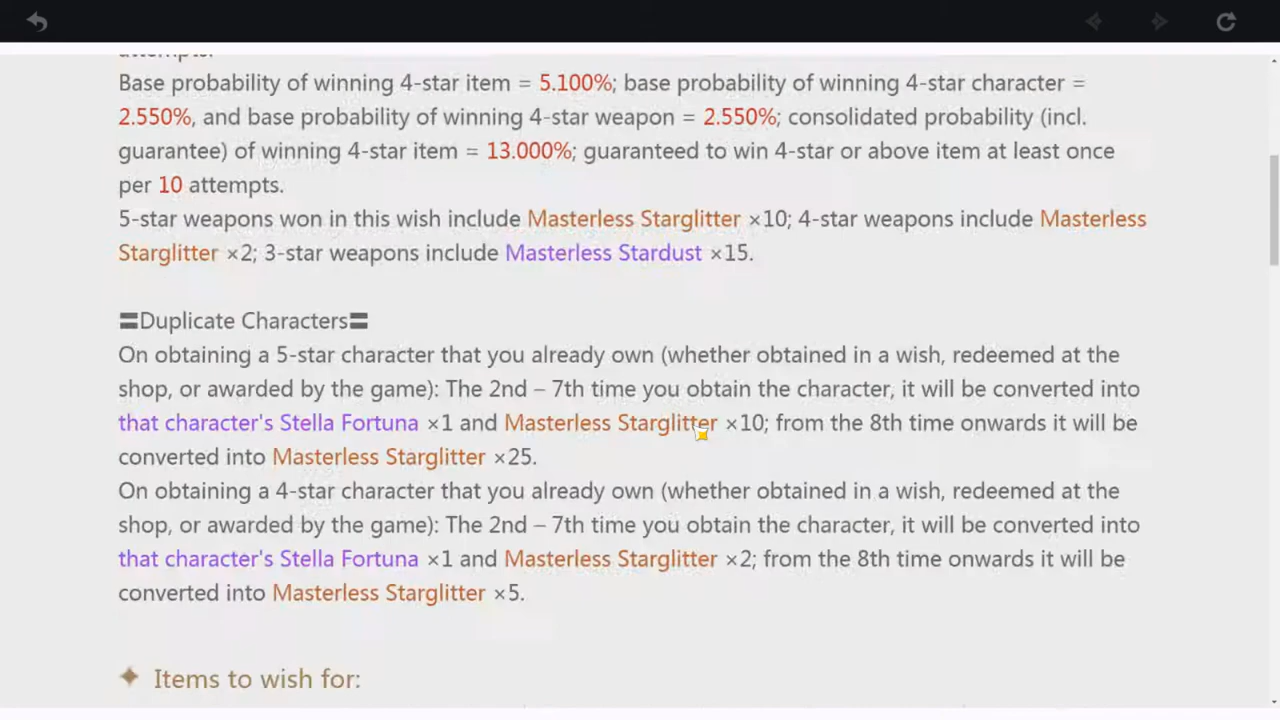 attempts.
Base probability of winning 4-star item = 5.100%; base probability of winning 4-star character =
2.550%, and base probability of winning 4-star weapon = 2.550%; consolidated probability (incl.
guarantee) of winning 4-star item = 13.000%; guaranteed to win 4-star or above item at least once
per 10 attempts.
5-star weapons won in this wish include Masterless Starglitter ×10; 4-star weapons include Masterless
Starglitter ×2; 3-star weapons include Masterless Stardust ×15.
〓Duplicate Characters〓
On obtaining a 5-star character that you already own (whether obtained in a wish, redeemed at the
shop, or awarded by the game): The 2nd – 7th time you obtain the character, it will be converted into
that character's Stella Fortuna ×1 and Masterless Starglitter ×10; from the 8th time onwards it will be
converted into Masterless Starglitter ×25.
On obtaining a 4-star character that you already own (whether obtained in a wish, redeemed at the
shop, or awarded by the game): The 2nd – 7th time you obtain the character, it will be converted into
that character's Stella Fortuna ×1 and Masterless Starglitter ×2; from the 8th time onwards it will be
converted into Masterless Starglitter ×5.
Items to wish for: